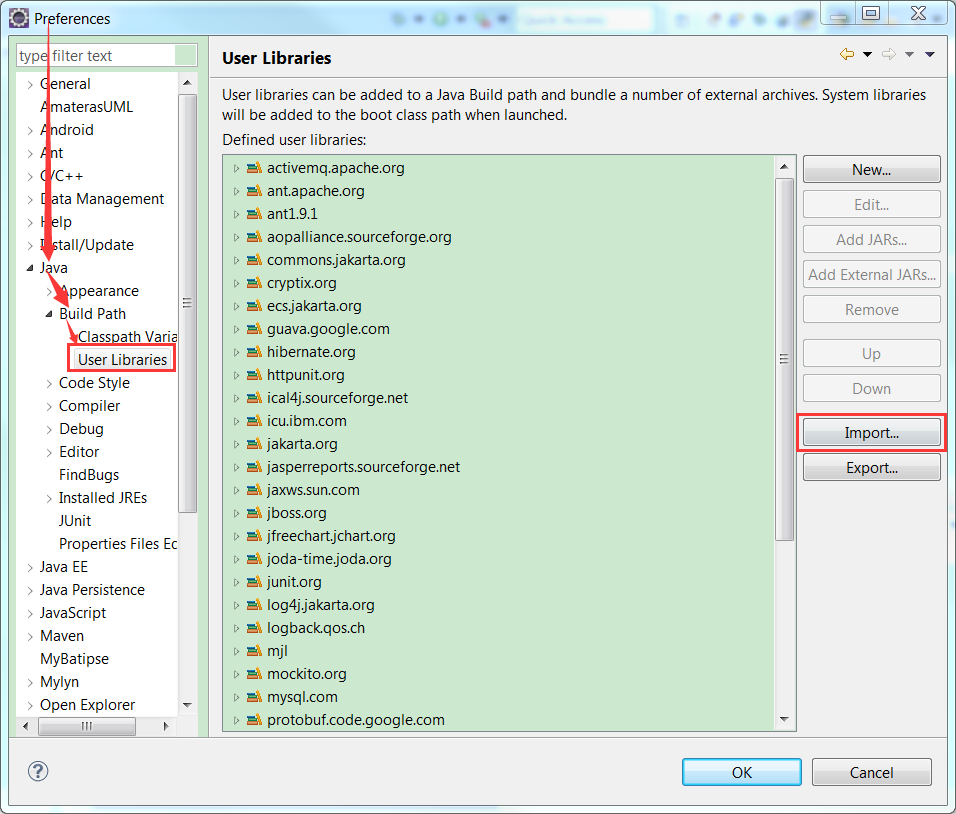 Preferences
Quick Access
type filter text
General
AmaterasUML
Android
Ant
C/C++
Data Management
Help
Install/Update
Java
Appearance
Build Path
Classpath Varia
User Libraries
Code Style
Compiler
Debug
Editor
FindBugs
Installed JREs
JUnit
Properties Files Ec
Java EE
Java Persistence
JavaScript
Maven
MyBatipse
Mylyn
Open Explorer
User Libraries
User libraries can be added to a Java Build path and bundle a number of external archives. System libraries
will be added to the boot class path when launched.
Defined user libraries:
activemq.apache.org
ant.apache.org
ant1.9.1
aopalliance.sourceforge.org
commons.jakarta.org
cryptix.org
ecs.jakarta.org
guava.google.com
hibernate.org
httpunit.org
ical4j.sourceforge.net
icu.ibm.com
jakarta.org
jasperreports.sourceforge.net
jaxws.sun.com
jboss.org
jfreechart.jchart.org
joda-time.joda.org
junit.org
log4j.jakarta.org
logback.qos.ch
mjl
mockito.org
mysql.com
protobuf.code.google.com
New...
Edit...
Add JARs...
Add External JARs...
Remove
Up
Down
Import...
Export...
OK
Cancel